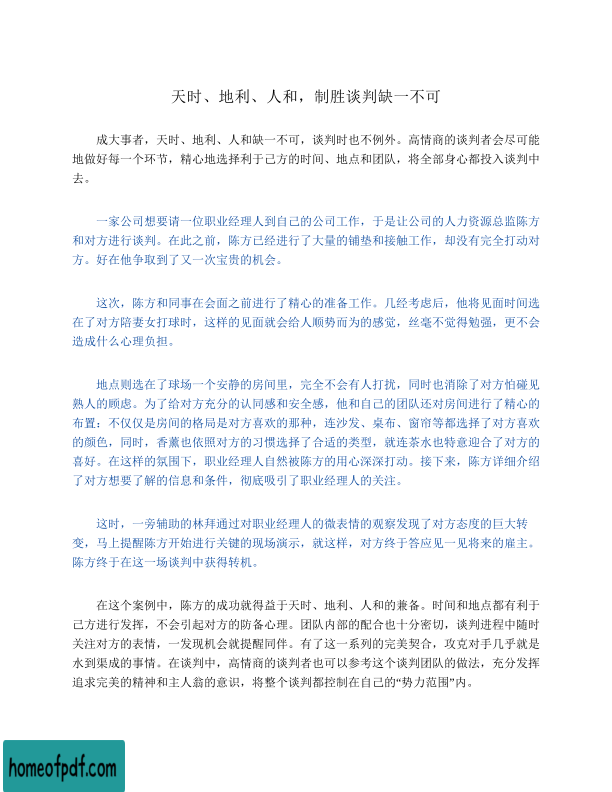 天时、地利、人和，制胜谈判缺一不可
成大事者，天时、地利、人和缺一不可，谈判时也不例外。高情商的谈判者会尽可能
地做好每一个环节，精心地选择利于己方的时间、地点和团队，将全部身心都投入谈判中
去。
一家公司想要请一位职业经理人到自己的公司工作，于是让公司的人力资源总监陈方
和对方进行谈判。在此之前，陈方已经进行了大量的铺垫和接触工作，却没有完全打动对
方。好在他争取到了又一次宝贵的机会。
这次，陈方和同事在会面之前进行了精心的准备工作。几经考虑后，他将见面时间选
在了对方陪妻女打球时，这样的见面就会给人顺势而为的感觉，丝毫不觉得勉强，更不会
造成什么心理负担。
地点则选在了球场一个安静的房间里，完全不会有人打扰，同时也消除了对方怕碰见
熟人的顾虑。为了给对方充分的认同感和安全感，他和自己的团队还对房间进行了精心的
布置：不仅仅是房间的格局是对方喜欢的那种，连沙发、桌布、窗帘等都选择了对方喜欢
的颜色，同时，香薰也依照对方的习惯选择了合适的类型，就连茶水也特意迎合了对方的
喜好。在这样的氛围下，职业经理人自然被陈方的用心深深打动。接下来，陈方详细介绍
了对方想要了解的信息和条件，彻底吸引了职业经理人的关注。
这时，一旁辅助的林拜通过对职业经理人的微表情的观察发现了对方态度的巨大转
变，马上提醒陈方开始进行关键的现场演示，就这样，对方终于答应见一见将来的雇主。
陈方终于在这一场谈判中获得转机。
在这个案例中，陈方的成功就得益于天时、地利、人和的兼备。时间和地点都有利于
己方进行发挥，不会引起对方的防备心理。团队内部的配合也十分密切，谈判进程中随时
关注对方的表情，一发现机会就提醒同伴。有了这一系列的完美契合，攻克对手几乎就是
水到渠成的事情。在谈判中，高情商的谈判者也可以参考这个谈判团队的做法，充分发挥
追求完美的精神和主人翁的意识，将整个谈判都控制在自己的“势力范围”内。
homeofpdf.com